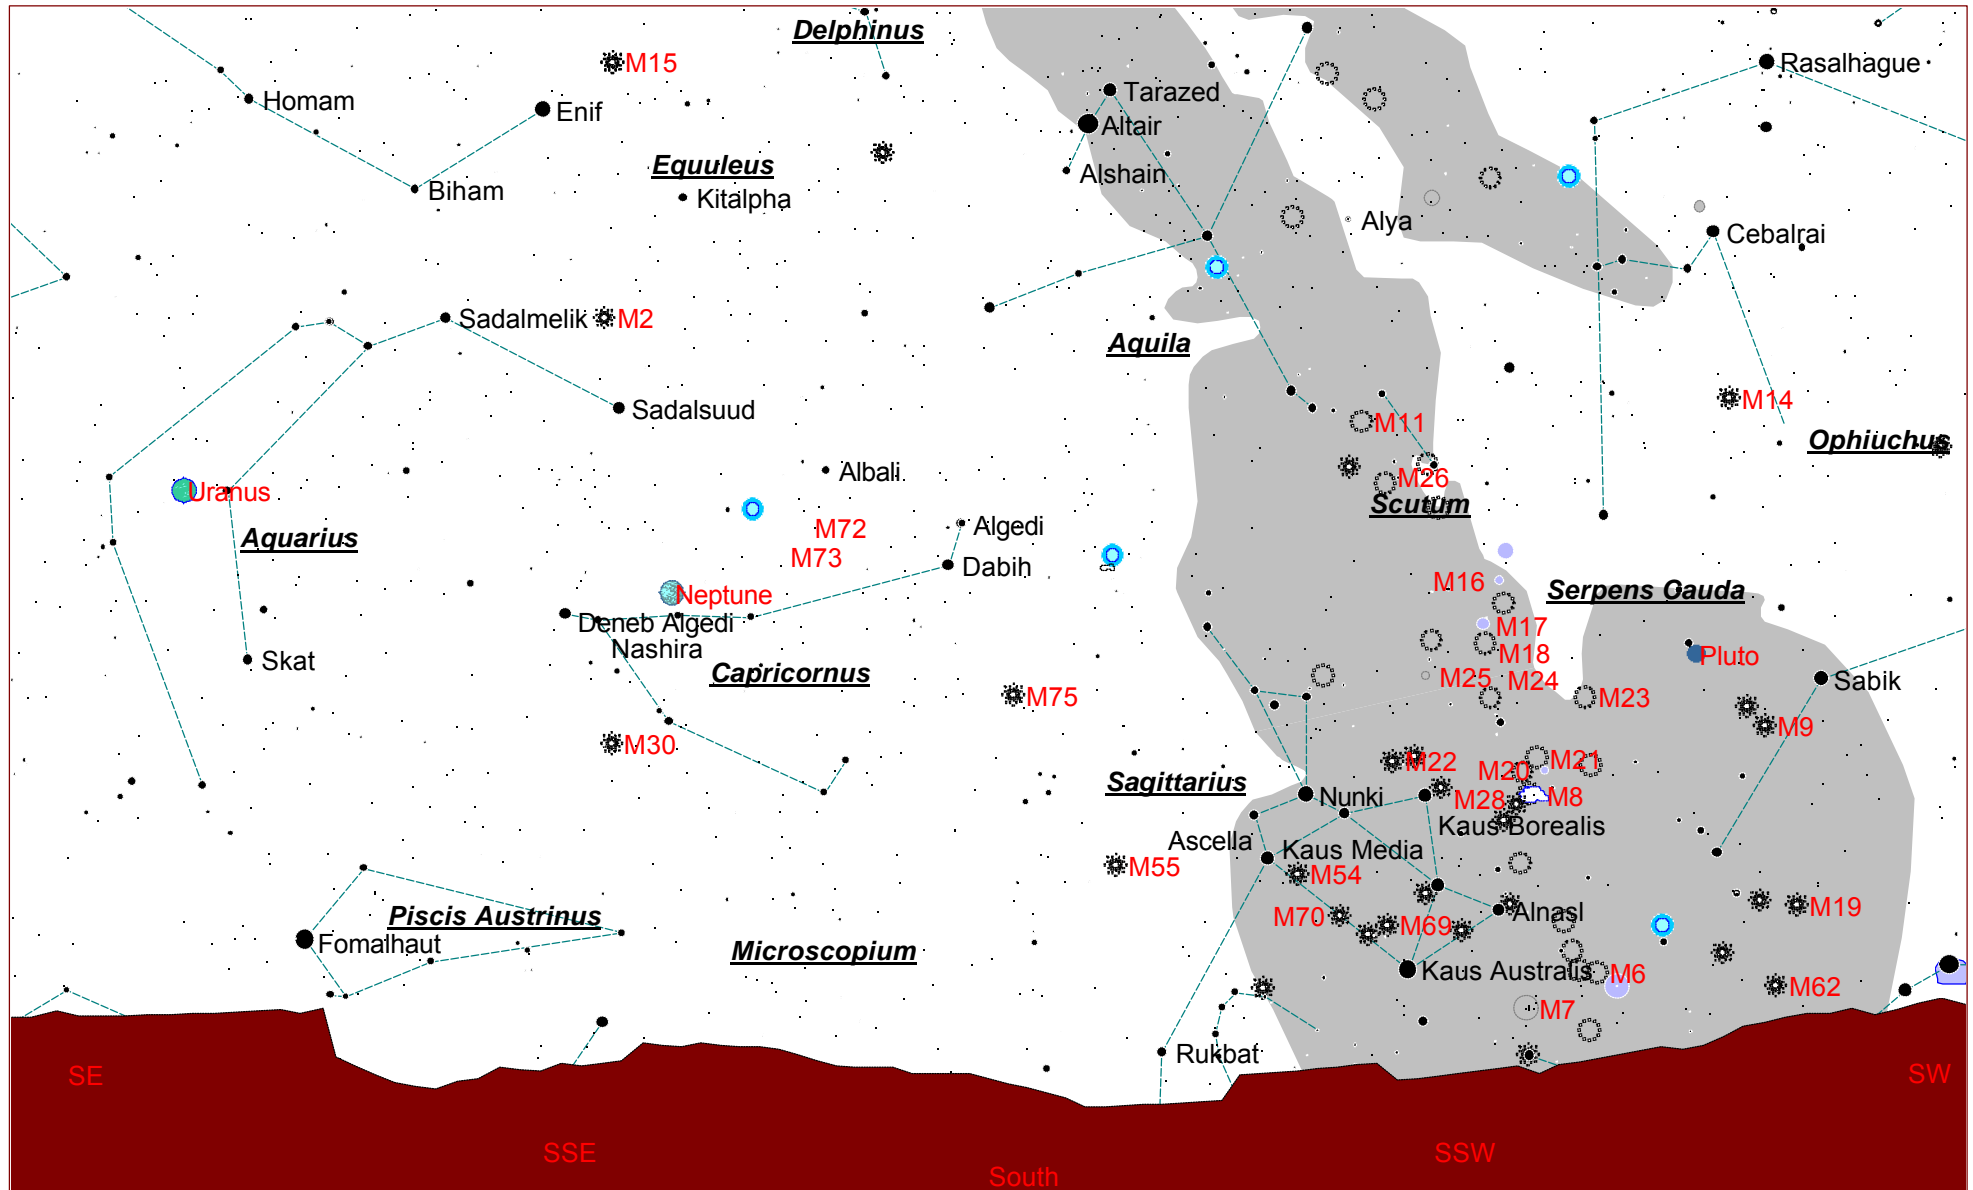 Delphinus
M15
Rasalhague
Homam
Enif
Tarazed
Altair
Equuleus
Alshain
Biham
Kitalpha
Alya
Cebalrai
Sadalmelik
M2
Aquila
M14
Sadalsuud
M11
Ophiuchus
Albali
M26
Uranus
Scutum
M72
Algedi
Aquarius
M73
Dabih
M16
Serpens Cauda
Neptune
Deneb Algedi
M17
Nashira
M18
Pluto
Skat
Capricornus
M25
M24
Sabik
M75
M23
M9
M30
M22
M21
M20
Sagittarius
Nunki
M28
M8
Kaus Borealis
Ascella
Kaus Media
M55
M54
Piscis Austrinus
M70
M69
Alnasl
M19
Fomalhaut
Microscopium
Kaus Australis
M6
M62
M7
Rukbat
SE
SW
SSE
SSW
South